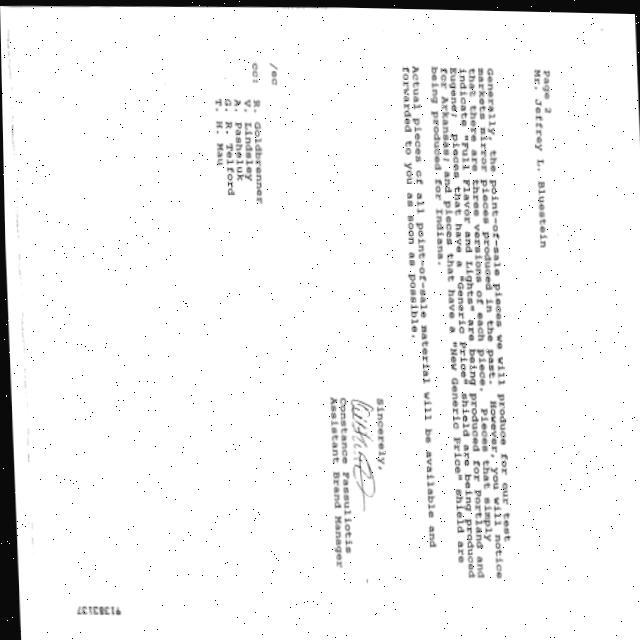 Page 2
Mr. Jeffrey L. Bluestein
Generally, the point-of-sale pieces we will produce for our test
markets mirror pieces produced in the past. However, you will notice
that there are three versions of each piece. Pieces that simply
indicate "Full Flavor and Lights" are being produced for Portland and
Eugene; pieces that have a "Generic Price" shield are being produced
for Arkansas; and pieces that have a "New Generic Price" shield are
being produced for Indiana.
Actual pieces of all point-of-sale material will be available and
forwarded to you as soon as possible.
Sincerely,
Constance Fassuliotis
Assistant Brand Manager
/ec
cc: R. Goldbrenner
V. Lindsley
A. Pasheluk
G. R. Telford
T. H. Mau
91383137